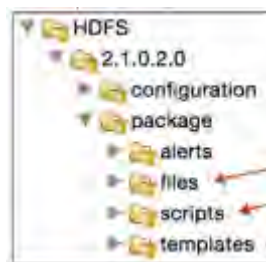 HDFS
2.1.0.2.0
configuration
package
alerts
files
scripts
templates